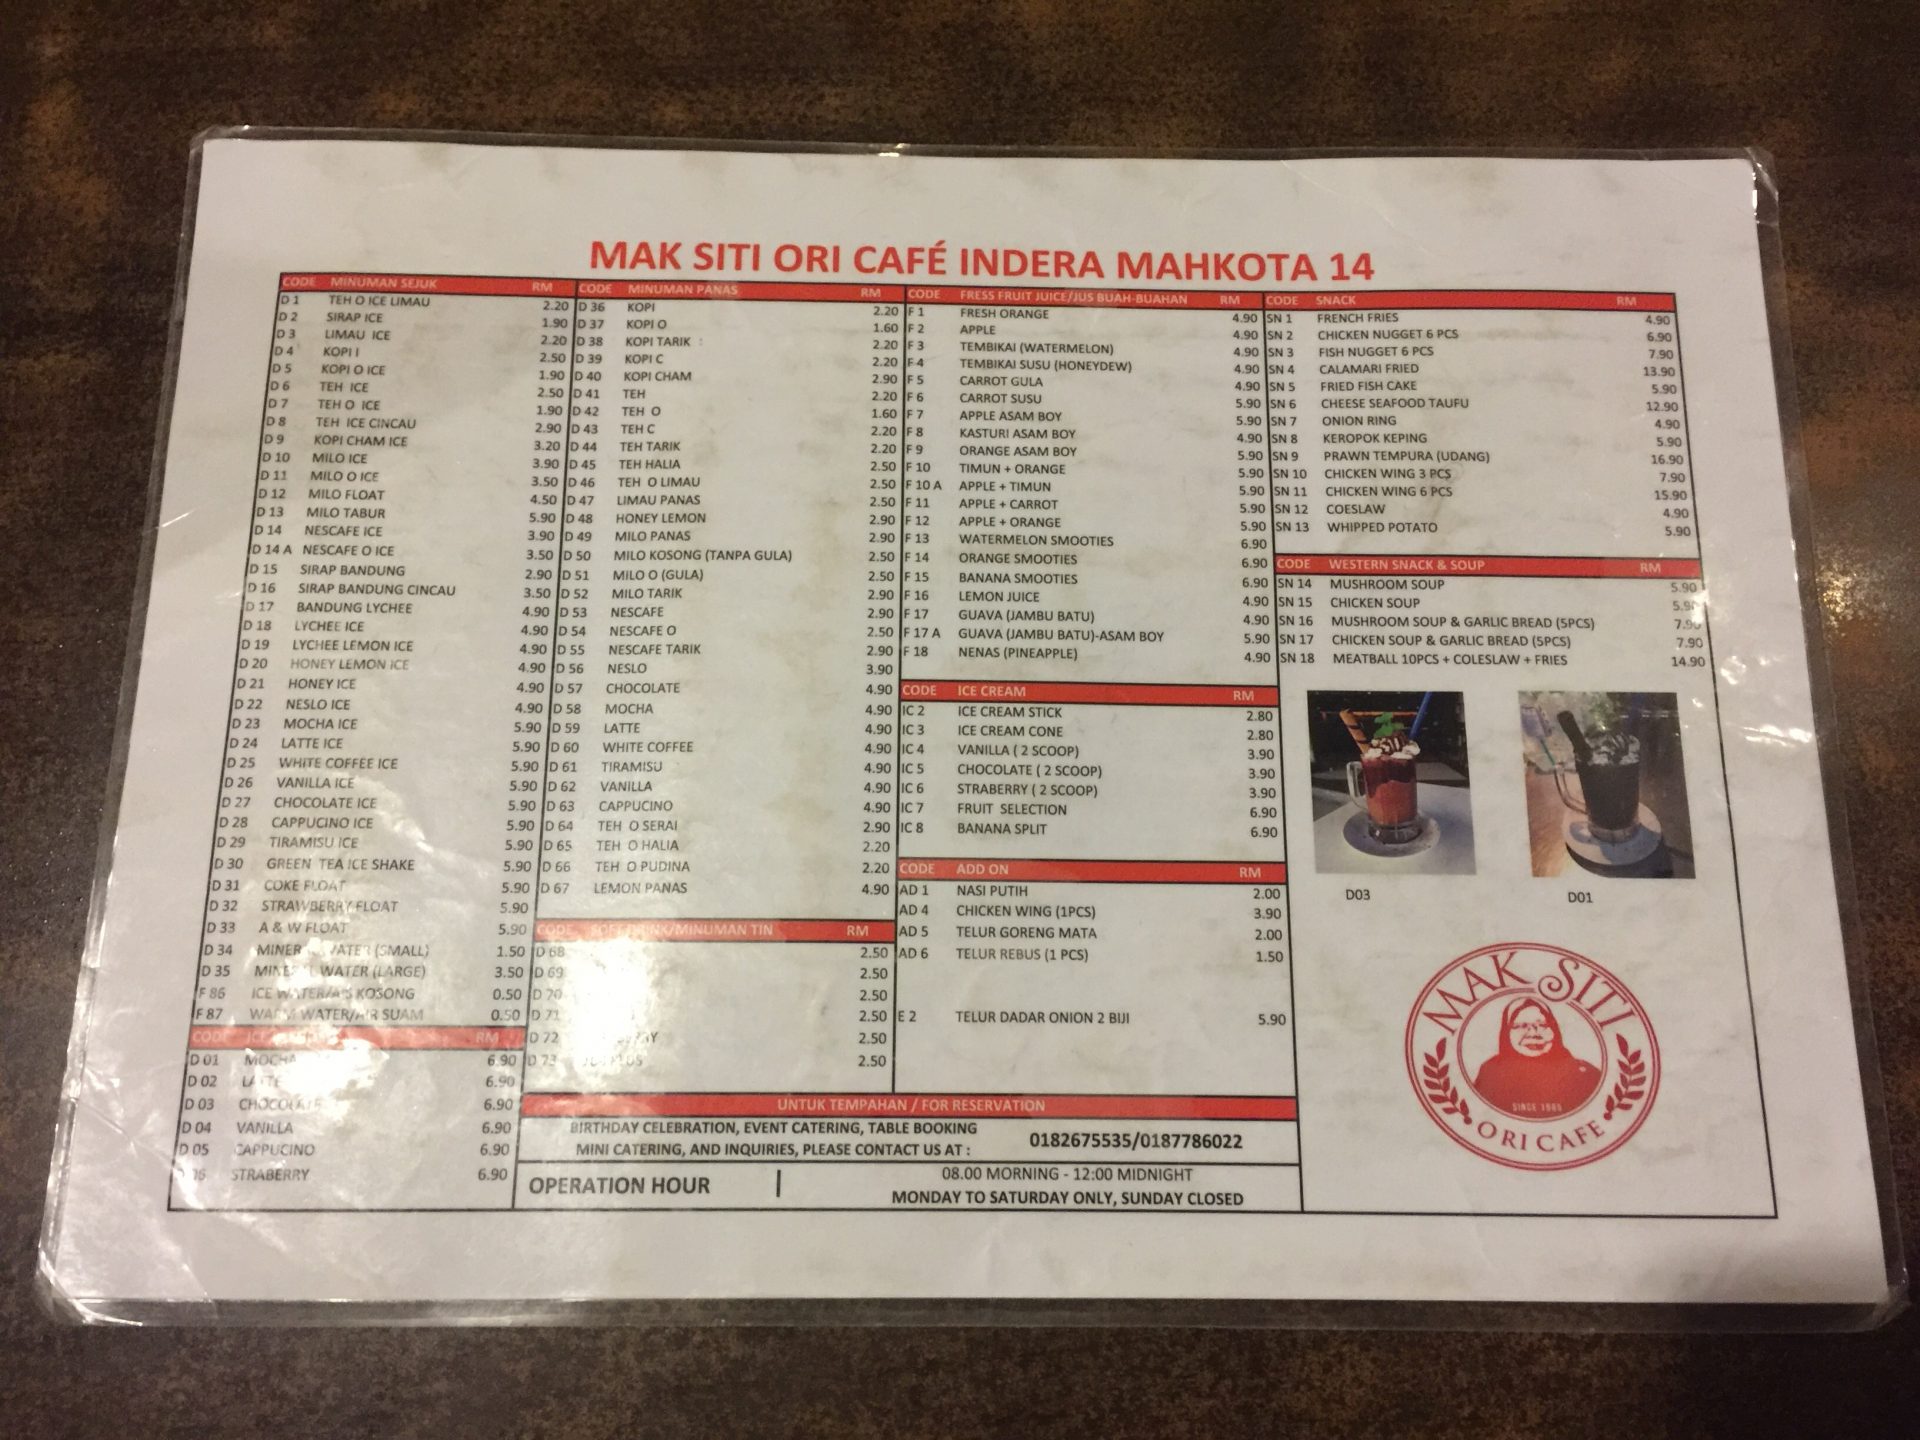 MAK SITI ORI CAFÉ INDERA MAHKOTA 14
CODE MINUMAN SEJUK RM
D 1 TEH O ICE LIMAU 2.20
D 2 SIRAP ICE 1.90
D 3 LIMAU ICE 2.20
D 4 KOPI I 2.50
D 5 KOPI O ICE 1.90
D 6 TEH ICE 2.50
D 7 TEH O ICE 1.90
D 8 TEH ICE CINCAU 2.90
D 9 KOPI CHAM ICE 3.20
D 10 MILO ICE 3.90
D 11 MILO O ICE 3.50
D 12 MILO FLOAT 4.50
D 13 MILO TABUR 5.90
D 14 NESCAFE ICE 3.90
D 14 A NESCAFE O ICE 3.50
D 15 SIRAP BANDUNG 2.90
D 16 SIRAP BANDUNG CINCAU 3.50
D 17 BANDUNG LYCHEE 4.90
D 18 LYCHEE ICE 4.90
D 19 LYCHEE LEMON ICE 4.90
D 20 HONEY LEMON ICE 4.90
D 21 HONEY ICE 4.90
D 22 NESLO ICE 4.90
D 23 MOCHA ICE 5.90
D 24 LATTE ICE 5.90
D 25 WHITE COFFEE ICE 5.90
D 26 VANILLA ICE 5.90
D 27 CHOCOLATE ICE 5.90
D 28 CAPPUCINO ICE 5.90
D 29 TIRAMISU ICE 5.90
D 30 GREEN TEA ICE SHAKE 5.90
D 31 COKE FLOAT 5.90
D 32 STRAWBERRY FLOAT 5.90
D 33 A & W FLOAT 5.90
D 34 MINERAL WATER (SMALL) 1.50
D 35 MINERAL WATER (LARGE) 3.50
F 86 ICE WATER/AIS KOSONG 0.50
F 87 WARM WATER/AIR SUAM 0.50
CODE ICE RM
D 01 MOCHA 6.90
D 02 LATTE 6.90
D 03 CHOCOLATE 6.90
D 04 VANILLA 6.90
D 05 CAPPUCINO 6.90
STRABERRY 6.90
CODE MINUMAN PANAS RM
D 36 KOPI 2.20
D 37 KOPI O 1.60
D 38 KOPI TARIK 2.20
D 39 KOPI C 2.20
D 40 KOPI CHAM 2.90
D 41 TEH 2.20
D 42 TEH O 1.60
D 43 TEH C 2.20
D 44 TEH TARIK 2.20
D 45 TEH HALIA 2.50
D 46 TEH O LIMAU 2.50
D 47 LIMAU PANAS 2.50
D 48 HONEY LEMON 2.90
D 49 MILO PANAS 2.90
D 50 MILO KOSONG (TANPA GULA) 2.50
D 51 MILO O (GULA) 2.50
D 52 MILO TARIK 2.90
D 53 NESCAFE 2.90
D 54 NESCAFE O 2.50
D 55 NESCAFE TARIK 2.90
D 56 NESLO 3.90
D 57 CHOCOLATE 4.90
D 58 MOCHA 4.90
D 59 LATTE 4.90
D 60 WHITE COFFEE 4.90
D 61 TIRAMISU 4.90
D 62 VANILLA 4.90
D 63 CAPPUCINO 4.90
D 64 TEH O SERAI 2.90
D 65 TEH O HALIA 2.20
D 66 TEH O PUDINA 2.20
D 67 LEMON PANAS 4.90
CODE SOFT DRINK/MINUMAN TIN RM
D 68 2.50
D 69 2.50
D 70 2.50
D 71 2.50
D 72 2.50
D 73 2.50
CODE FRESS FRUIT JUICE/JUS BUAH-BUAHAN RM
F 1 FRESH ORANGE 4.90
F 2 APPLE 4.90
F 3 TEMBIKAI (WATERMELON) 4.90
F 4 TEMBIKAI SUSU (HONEYDEW) 4.90
F 5 CARROT GULA 4.90
F 6 CARROT SUSU 5.90
F 7 APPLE ASAM BOY 5.90
F 8 KASTURI ASAM BOY 4.90
F 9 ORANGE ASAM BOY 5.90
F 10 TIMUN + ORANGE 5.90
F 10 A APPLE + TIMUN 5.90
F 11 APPLE + CARROT 5.90
F 12 APPLE + ORANGE 5.90
F 13 WATERMELON SMOOTIES 6.90
F 14 ORANGE SMOOTIES 6.90
F 15 BANANA SMOOTIES 6.90
F 16 LEMON JUICE 4.90
F 17 GUAVA (JAMBU BATU) 4.90
F 17 A GUAVA (JAMBU BATU)-ASAM BOY 5.90
F 18 NENAS (PINEAPPLE) 4.90
CODE ICE CREAM RM
IC 2 ICE CREAM STICK 2.80
IC 3 ICE CREAM CONE 2.80
IC 4 VANILLA ( 2 SCOOP) 3.90
IC 5 CHOCOLATE ( 2 SCOOP) 3.90
IC 6 STRABERRY ( 2 SCOOP) 3.90
IC 7 FRUIT SELECTION 6.90
IC 8 BANANA SPLIT 6.90
CODE ADD ON RM
AD 1 NASI PUTIH 2.00
AD 4 CHICKEN WING (1PCS) 3.90
AD 5 TELUR GORENG MATA 2.00
AD 6 TELUR REBUS (1 PCS) 1.50
E 2 TELUR DADAR ONION 2 BIJI 5.90
CODE SNACK RM
SN 1 FRENCH FRIES 4.90
SN 2 CHICKEN NUGGET 6 PCS 6.90
SN 3 FISH NUGGET 6 PCS 7.90
SN 4 CALAMARI FRIED 13.90
SN 5 FRIED FISH CAKE 5.90
SN 6 CHEESE SEAFOOD TAUFU 12.90
SN 7 ONION RING 4.90
SN 8 KEROPOK KEPING 5.90
SN 9 PRAWN TEMPURA (UDANG) 16.90
SN 10 CHICKEN WING 3 PCS 7.90
SN 11 CHICKEN WING 6 PCS 15.90
SN 12 COESLAW 4.90
SN 13 WHIPPED POTATO 5.90
CODE WESTERN SNACK & SOUP RM
SN 14 MUSHROOM SOUP 5.90
SN 15 CHICKEN SOUP 5.90
SN 16 MUSHROOM SOUP & GARLIC BREAD (5PCS) 7.90
SN 17 CHICKEN SOUP & GARLIC BREAD (5PCS) 7.90
SN 18 MEATBALL 10PCS + COLESLAW + FRIES 14.90
D03
D01
MAK SITI
SINCE 1985
ORI CAFE
UNTUK TEMPAHAN / FOR RESERVATION
BIRTHDAY CELEBRATION, EVENT CATERING, TABLE BOOKING
MINI CATERING, AND INQUIRIES, PLEASE CONTACT US AT :
0182675535/0187786022
OPERATION HOUR
08.00 MORNING - 12:00 MIDNIGHT
MONDAY TO SATURDAY ONLY, SUNDAY CLOSED